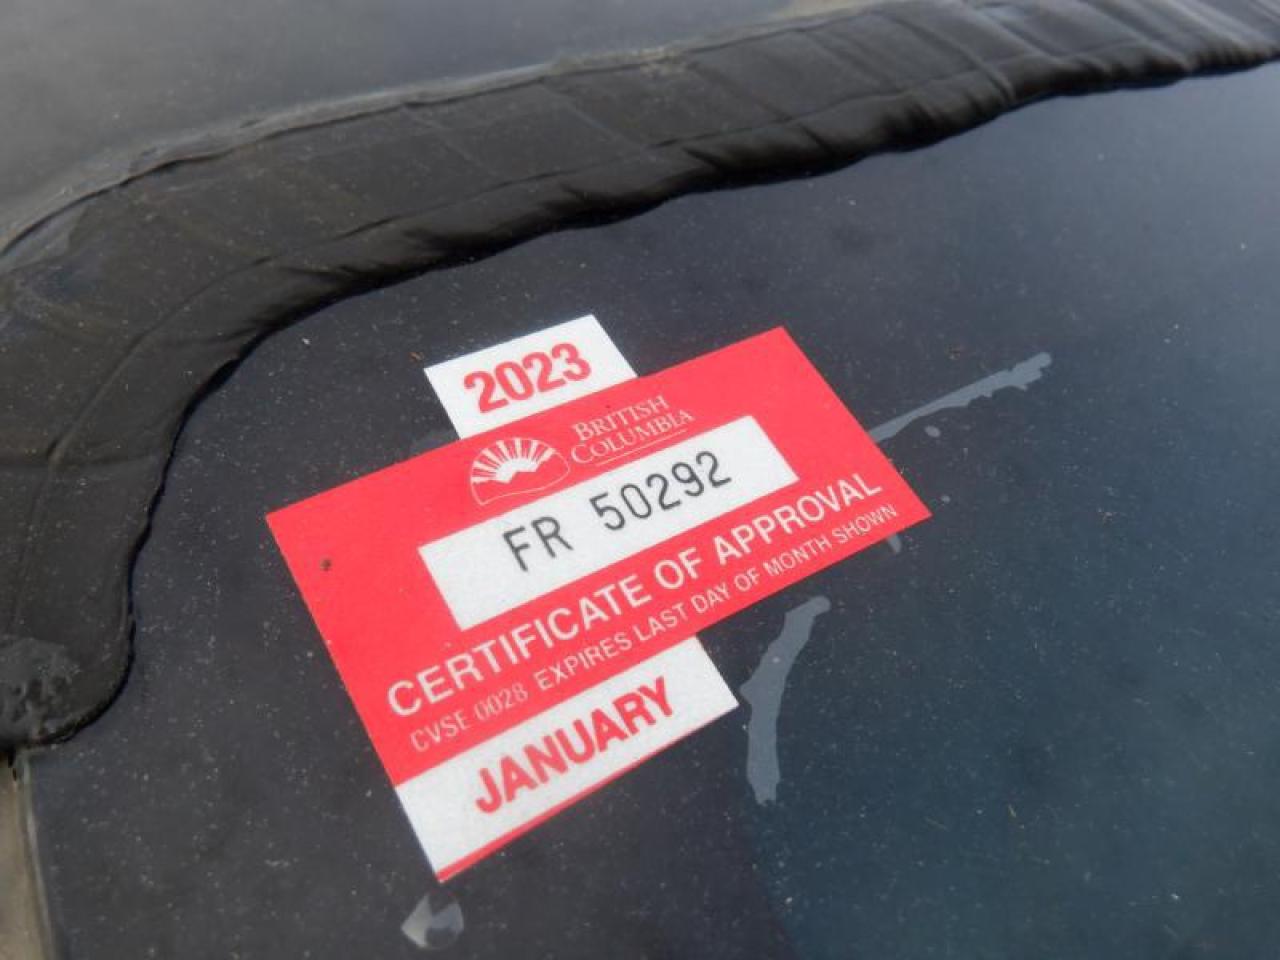 2023
BRITISH
COLUMBIA
FR 50292
CERTIFICATE OF APPROVAL
CVSE 0028 EXPIRES LAST DAY OF MONTH SHOWN
JANUARY